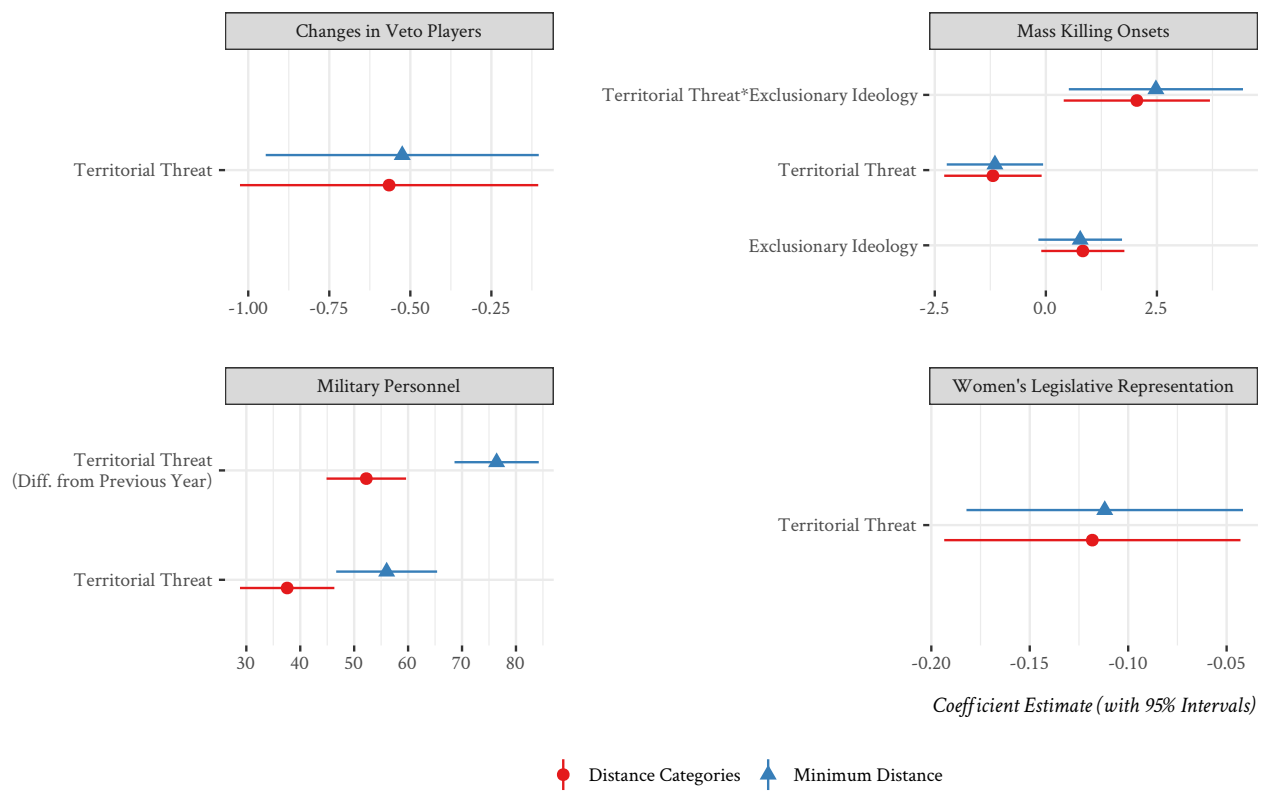 Changes in Veto Players
Territorial Threat
-1.00
-0.75
-0.50
-0.25
Mass Killing Onsets
Territorial Threat*Exclusionary Ideology
Territorial Threat
Exclusionary Ideology
-2.5
0.0
2.5
Military Personnel
Territorial Threat
(Diff. from Previous Year)
Territorial Threat
30
40
50
60
70
80
Women's Legislative Representation
Territorial Threat
-0.20
-0.15
-0.10
-0.05
Coefficient Estimate (with 95% Intervals)
Distance Categories
Minimum Distance